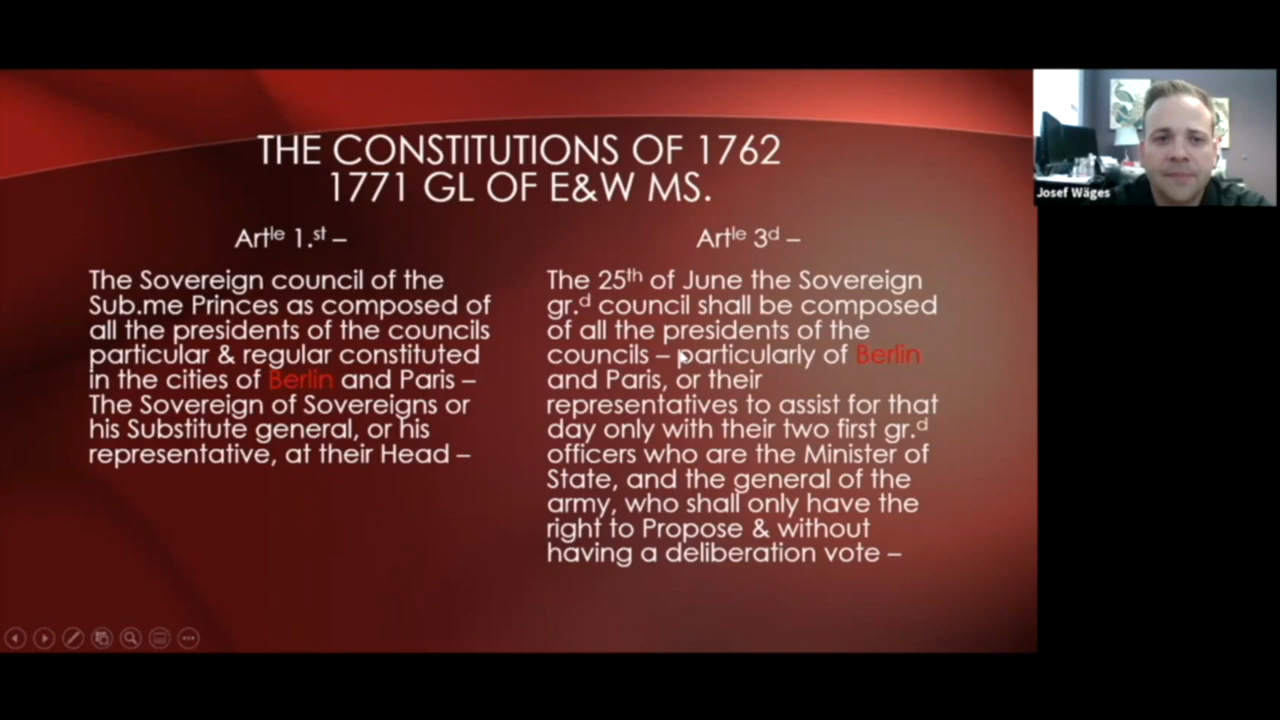 THE CONSTITUTIONS OF 1762
1771 GL OF E&W MS.
Artle 1.st –
The Sovereign council of the
Sub.me Princes as composed of
all the presidents of the councils
particular & regular constituted
in the cities of Berlin and Paris –
The Sovereign of Sovereigns or
his Substitute general, or his
representative, at their Head –
Artle 3d –
The 25th of June the Sovereign
gr.d council shall be composed
of all the presidents of the
councils – particularly of Berlin
and Paris, or their
representatives to assist for that
day only with their two first gr.d
officers who are the Minister of
State, and the general of the
army, who shall only have the
right to Propose & without
having a deliberation vote –
Josef Wäges